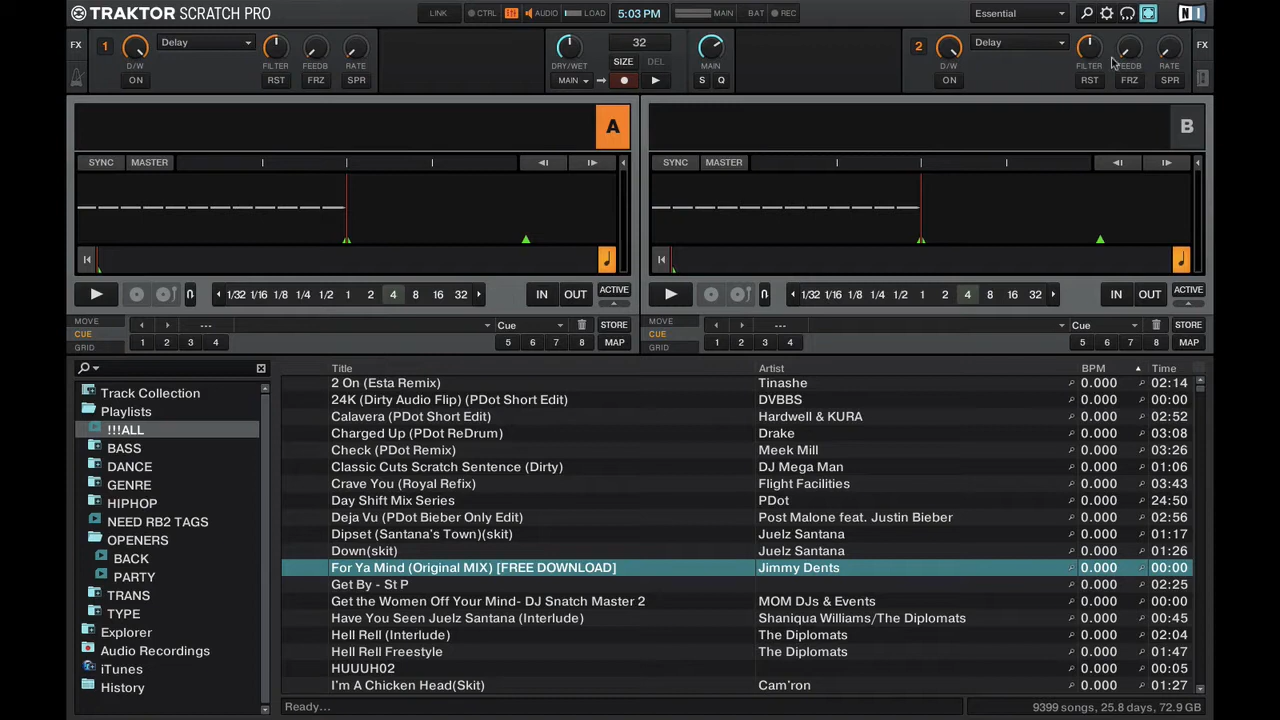 TRAKTOR SCRATCH PRO
LINK
CTRL
AUDIO
LOAD
5:03 PM
MAIN
BAT
REC
Essential
FX
1
Delay
D/W
FILTER
FEEDB
RATE
ON
RST
FRZ
SPR
DRY/WET
32
SIZE
DEL
MAIN
MAIN
S
Q
2
Delay
D/W
FILTER
FEEDB
RATE
ON
RST
FRZ
SPR
FX
A
SYNC
MASTER
1/32 1/16 1/8 1/4 1/2 1 2 4 8 16 32
IN
OUT
ACTIVE
MOVE
CUE
GRID
---
Cue
STORE
1 2 3 4
5 6 7 8
MAP
B
SYNC
MASTER
1/32 1/16 1/8 1/4 1/2 1 2 4 8 16 32
IN
OUT
ACTIVE
MOVE
CUE
GRID
---
Cue
STORE
1 2 3 4
5 6 7 8
MAP
Track Collection
Playlists
!!!ALL
BASS
DANCE
GENRE
HIPHOP
NEED RB2 TAGS
OPENERS
BACK
PARTY
TRANS
TYPE
Explorer
Audio Recordings
iTunes
History
Title Artist BPM Time
2 On (Esta Remix) Tinashe 0.000 02:14
24K (Dirty Audio Flip) (PDot Short Edit) DVBBS 0.000 00:00
Calavera (PDot Short Edit) Hardwell & KURA 0.000 02:52
Charged Up (PDot ReDrum) Drake 0.000 03:08
Check (PDot Remix) Meek Mill 0.000 03:26
Classic Cuts Scratch Sentence (Dirty) DJ Mega Man 0.000 01:06
Crave You (Royal Refix) Flight Facilities 0.000 03:43
Day Shift Mix Series PDot 0.000 24:50
Deja Vu (PDot Bieber Only Edit) Post Malone feat. Justin Bieber 0.000 02:56
Dipset (Santana's Town)(skit) Juelz Santana 0.000 01:17
Down(skit) Juelz Santana 0.000 01:26
For Ya Mind (Original MIX) [FREE DOWNLOAD] Jimmy Dents 0.000 00:00
Get By - St P 0.000 02:25
Get the Women Off Your Mind- DJ Snatch Master 2 MOM DJs & Events 0.000 00:00
Have You Seen Juelz Santana (Interlude) Shaniqua Williams/The Diplomats 0.000 00:45
Hell Rell (Interlude) The Diplomats 0.000 02:04
Hell Rell Freestyle The Diplomats 0.000 01:47
HUUUH02 0.000 00:05
I'm A Chicken Head(Skit) Cam'ron 0.000 01:27
Ready...
9399 songs, 25.8 days, 72.9 GB